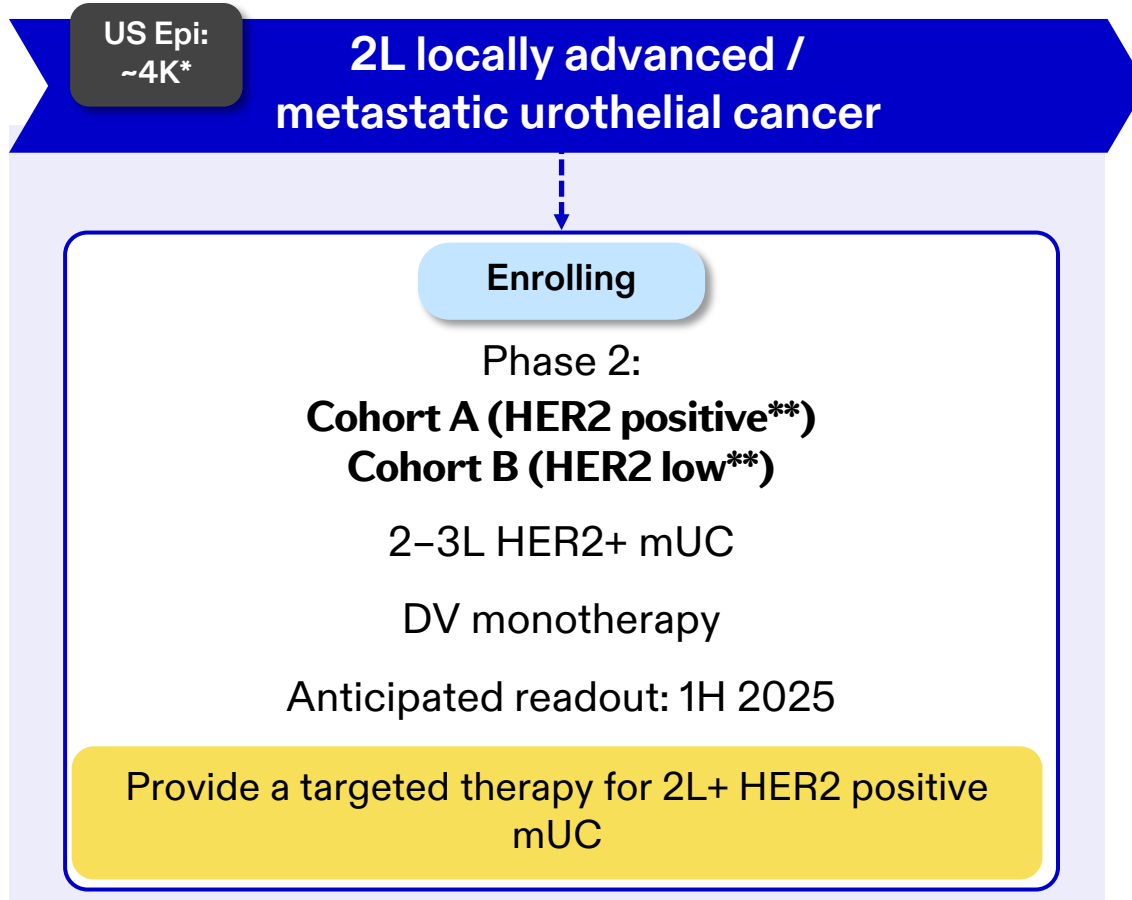 US Epi:
~4K*
2L locally advanced /
metastatic urothelial cancer
Enrolling
Phase 2:
Cohort A (HER2 positive**)
Cohort B (HER2 low**)
2–3L HER2+ mUC
DV monotherapy
Anticipated readout: 1H 2025
Provide a targeted therapy for 2L+ HER2 positive
mUC